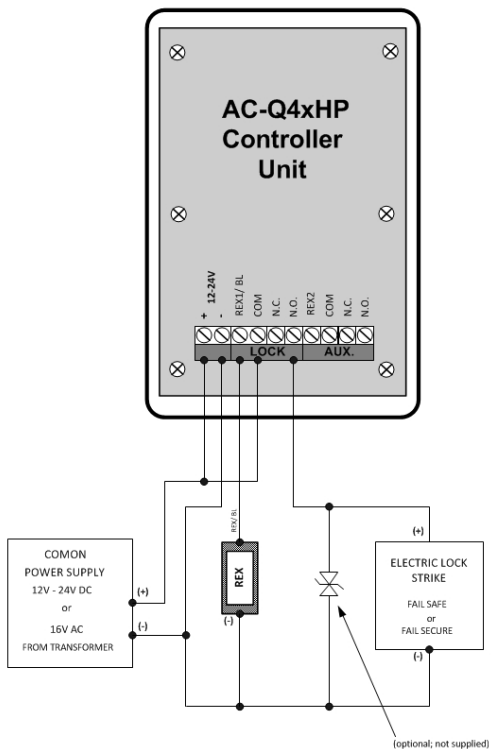 AC-Q4xHP
Controller
Unit
+
12-24V
-
REX1/ BL
COM
N.C.
N.O.
REX2
COM
N.C.
N.O.
LOCK
AUX.
REX/ BL
REX
(-)
COMON
POWER SUPPLY
12V - 24V DC
or
16V AC
FROM TRANSFORMER
(+)
(-)
(+)
ELECTRIC LOCK
STRIKE
FAIL SAFE
or
FAIL SECURE
(-)
(optional; not supplied)